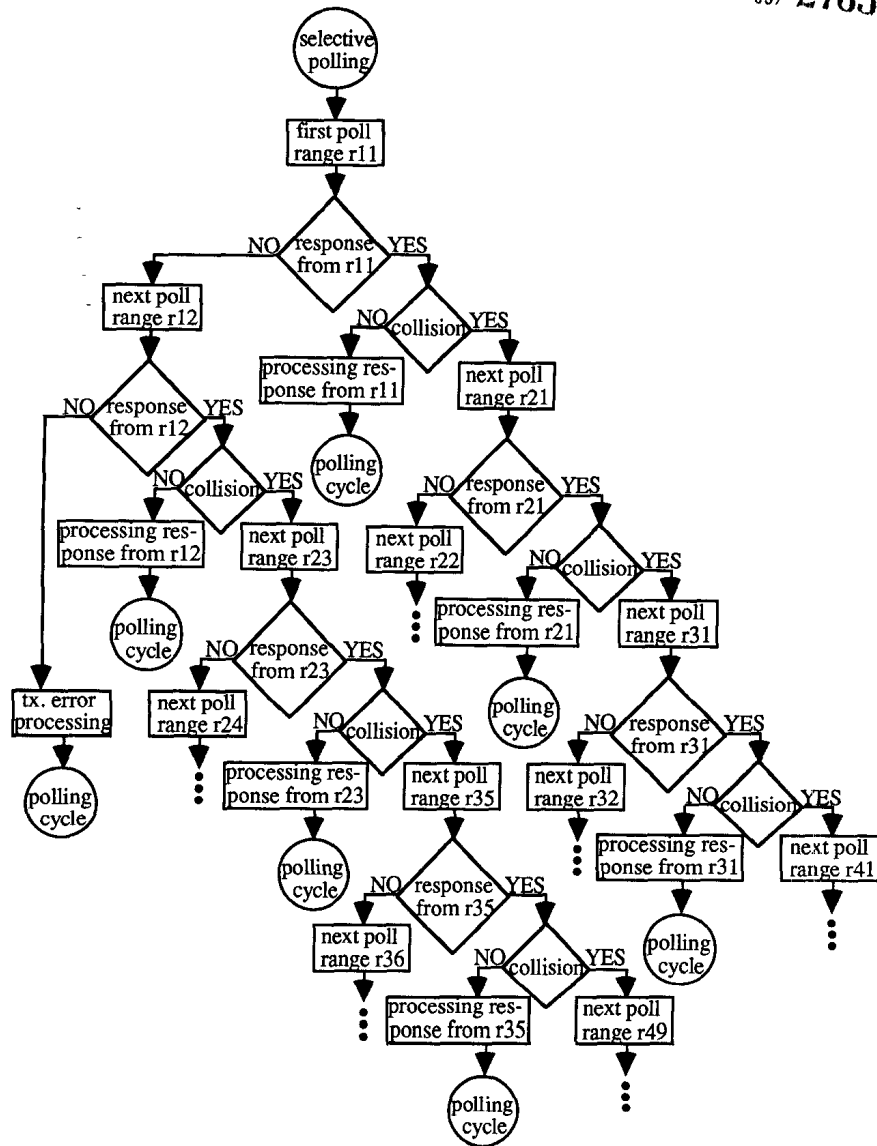 selective
polling
first poll
range r11
response
from r11
NO
YES
next poll
range r12
collision
NO
YES
processing res-
ponse from r11
next poll
range r21
response
from r12
NO
YES
polling
cycle
collision
NO
YES
response
from r21
NO
YES
processing res-
ponse from r12
next poll
range r23
next poll
range r22
collision
NO
YES
polling
cycle
response
from r23
NO
YES
processing res-
ponse from r21
next poll
range r31
tx. error
processing
next poll
range r24
collision
NO
YES
polling
cycle
response
from r31
NO
YES
polling
cycle
processing res-
ponse from r23
next poll
range r35
next poll
range r32
collision
NO
YES
polling
cycle
response
from r35
NO
YES
processing res-
ponse from r31
next poll
range r41
next poll
range r36
collision
NO
YES
polling
cycle
processing res-
ponse from r35
next poll
range r49
polling
cycle